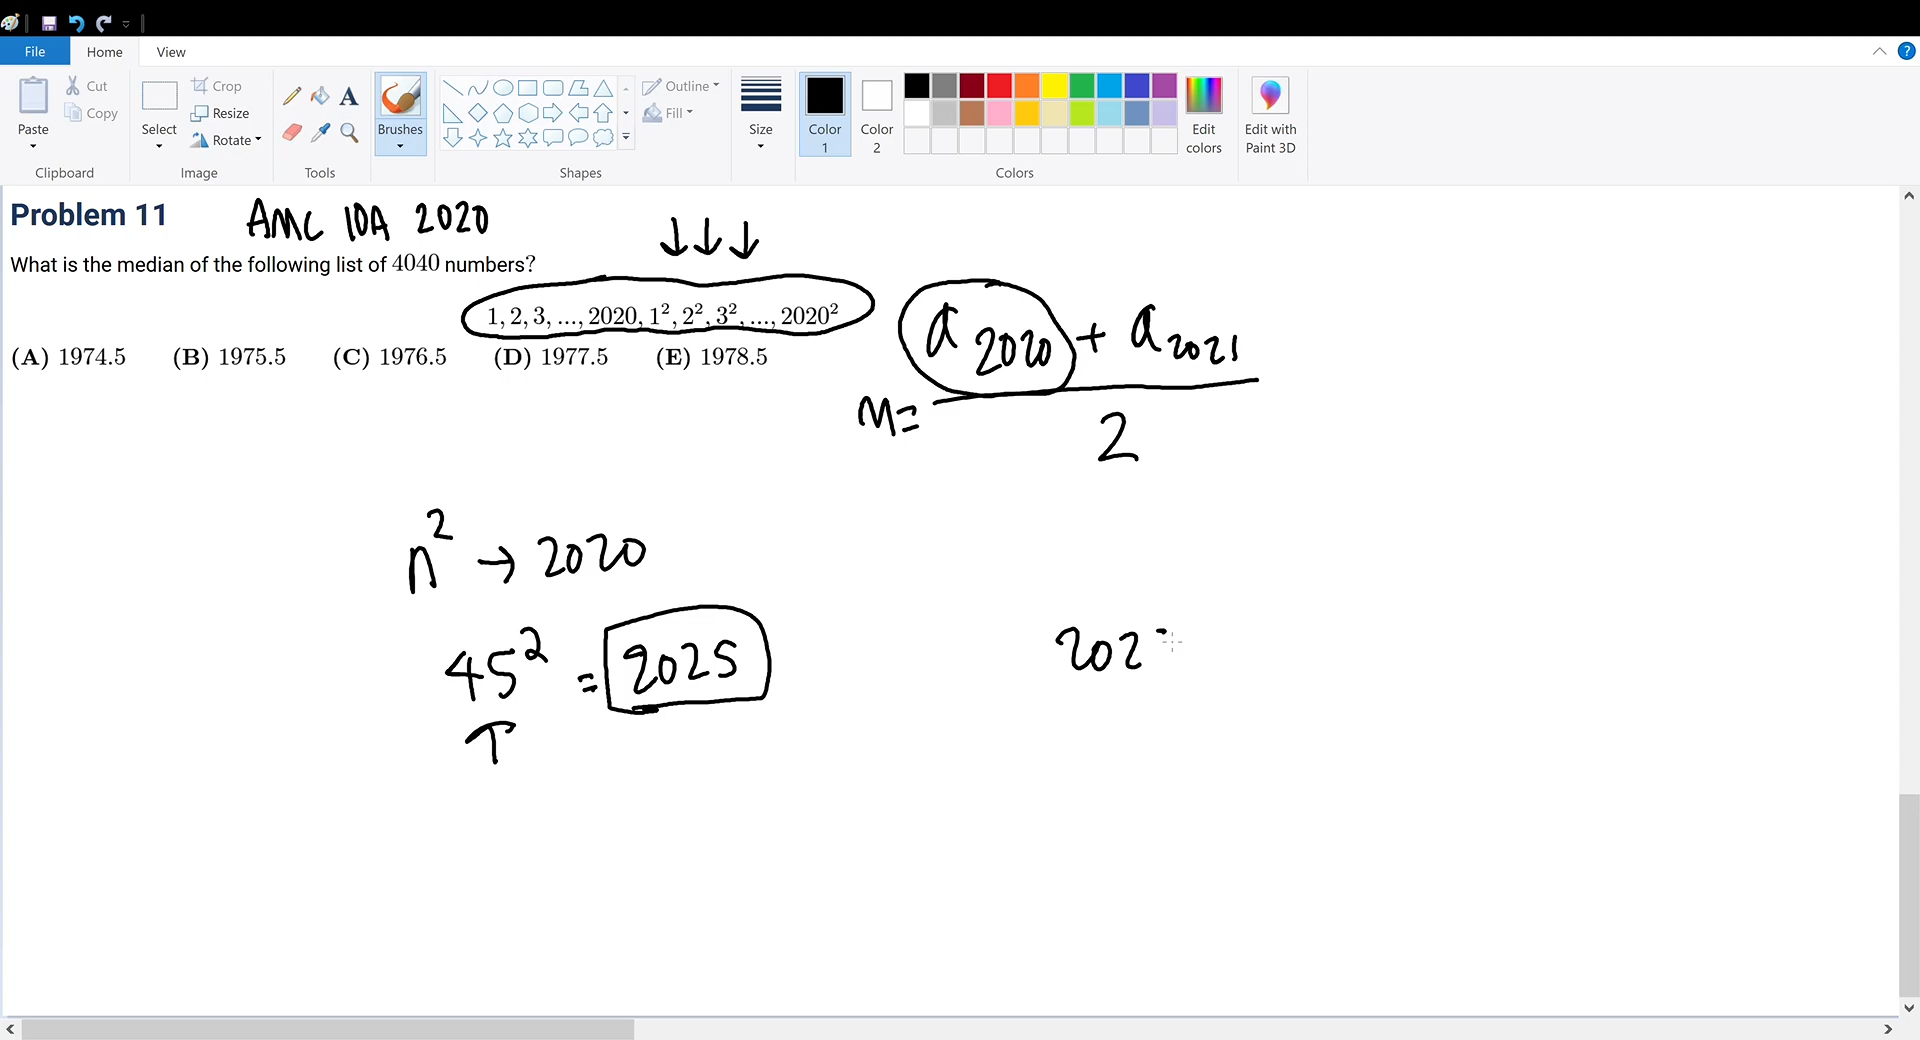 File Home View
Paste Cut Copy Select Crop Resize Rotate Brushes Outline Fill Size Color 1 Color 2 Edit colors Edit with Paint 3D
Clipboard Image Tools Shapes Colors
Problem 11 AMC 10A 2020
What is the median of the following list of 4040 numbers?
1, 2, 3, ..., 2020, 1², 2², 3², ..., 2020²
(A) 1974.5 (B) 1975.5 (C) 1976.5 (D) 1977.5 (E) 1978.5
a₂₀₂₀ + a₂₀₂₁
M=
2
n² → 2020
45² = 2025
202